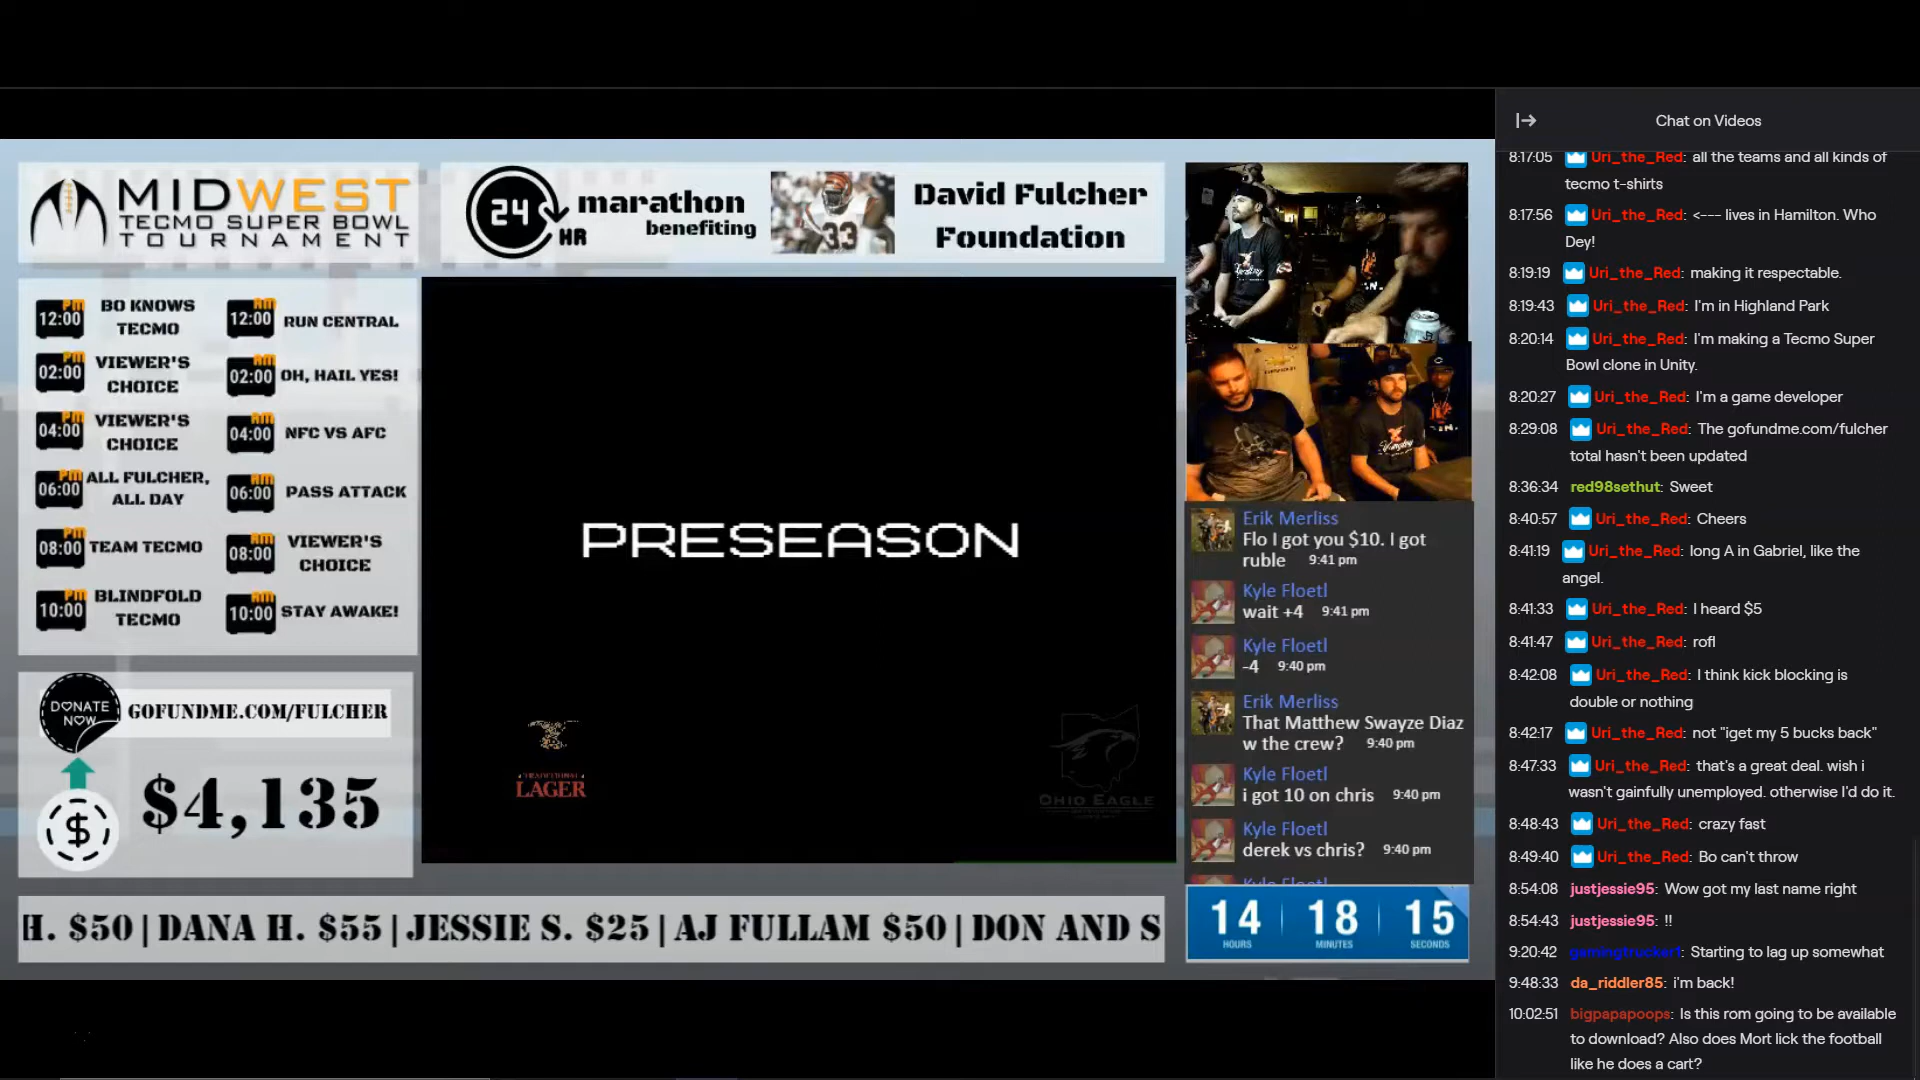 Chat on Videos
MIDWEST
TECMO SUPER BOWL
TOURNAMENT
24
HR
marathon
benefiting
33
David Fulcher
Foundation
PM
12:00
BO KNOWS
TECMO
AM
12:00
RUN CENTRAL
PM
02:00
VIEWER'S
CHOICE
AM
02:00
OH, HAIL YES!
PM
04:00
VIEWER'S
CHOICE
AM
04:00
NFC VS AFC
PM
06:00
ALL FULCHER,
ALL DAY
AM
06:00
PASS ATTACK
PM
08:00
TEAM TECMO
AM
08:00
VIEWER'S
CHOICE
PM
10:00
BLINDFOLD
TECMO
AM
10:00
STAY AWAKE!
DONATE
NOW
GOFUNDME.COM/FULCHER
$
$4,135
PRESEASON
TRADITIONAL
LAGER
OHIO EAGLE
Erik Merliss
Flo I got you $10. I got
ruble 9:41 pm
Kyle Floetl
wait +4 9:41 pm
Kyle Floetl
-4 9:40 pm
Erik Merliss
That Matthew Swayze Diaz
w the crew? 9:40 pm
Kyle Floetl
i got 10 on chris 9:40 pm
Kyle Floetl
derek vs chris? 9:40 pm
Kyle Floetl
H. $50 | DANA H. $55 | JESSIE S. $25 | AJ FULLAM $50 | DON AND S
14 18 15
HOURS MINUTES SECONDS
8:17:05 Uri_the_Red: all the teams and all kinds of
tecmo t-shirts
8:17:56 Uri_the_Red: <--- lives in Hamilton. Who
Dey!
8:19:19 Uri_the_Red: making it respectable.
8:19:43 Uri_the_Red: I'm in Highland Park
8:20:14 Uri_the_Red: I'm making a Tecmo Super
Bowl clone in Unity.
8:20:27 Uri_the_Red: I'm a game developer
8:29:08 Uri_the_Red: The gofundme.com/fulcher
total hasn't been updated
8:36:34 red98sethut: Sweet
8:40:57 Uri_the_Red: Cheers
8:41:19 Uri_the_Red: long A in Gabriel, like the
angel.
8:41:33 Uri_the_Red: I heard $5
8:41:47 Uri_the_Red: rofl
8:42:08 Uri_the_Red: I think kick blocking is
double or nothing
8:42:17 Uri_the_Red: not "iget my 5 bucks back"
8:47:33 Uri_the_Red: that's a great deal. wish i
wasn't gainfully unemployed. otherwise I'd do it.
8:48:43 Uri_the_Red: crazy fast
8:49:40 Uri_the_Red: Bo can't throw
8:54:08 justjessie95: Wow got my last name right
8:54:43 justjessie95: !!
9:20:42 gamingtrucker1: Starting to lag up somewhat
9:48:33 da_riddler85: i'm back!
10:02:51 bigpapapoops: Is this rom going to be available
to download? Also does Mort lick the football
like he does a cart?